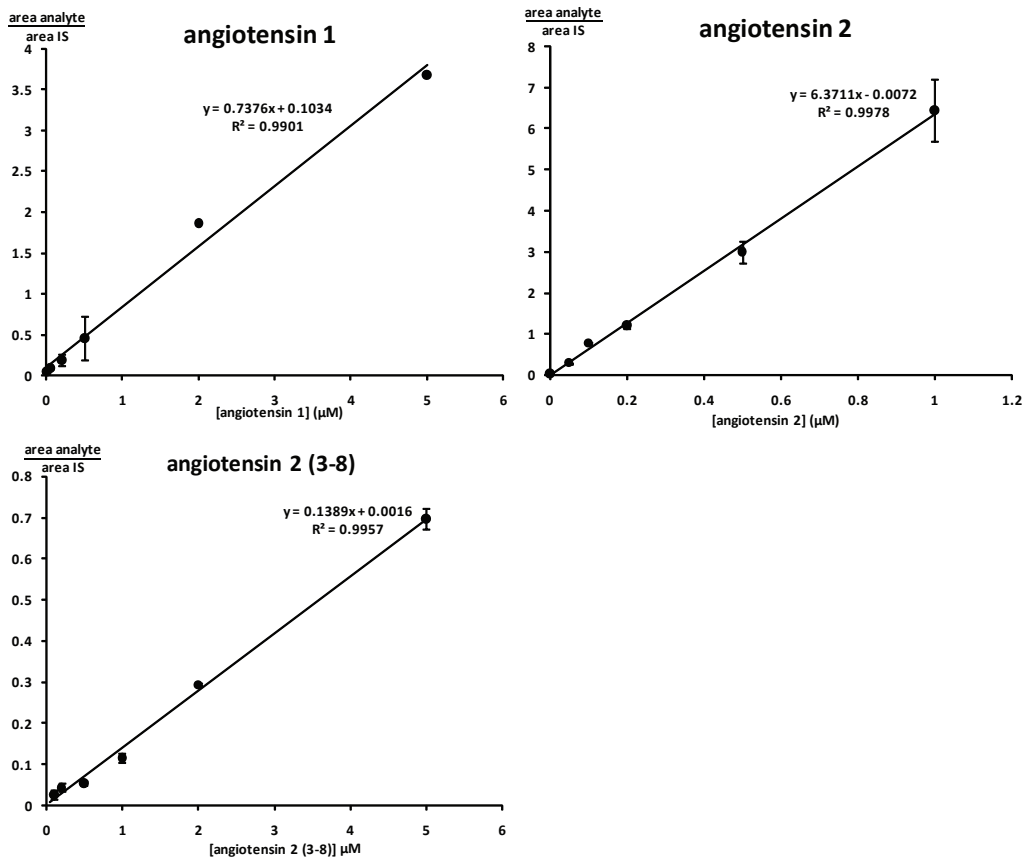 area analyte
area IS
angiotensin 1
4
3.5
3
2.5
2
1.5
1
0.5
0
y = 0.7376x + 0.1034
R² = 0.9901
0 1 2 3 4 5 6
[angiotensin 1] (µM)
area analyte
area IS
angiotensin 2
8
7
6
5
4
3
2
1
0
y = 6.3711x - 0.0072
R² = 0.9978
0 0.2 0.4 0.6 0.8 1 1.2
[angiotensin 2] (µM)
area analyte
area IS
angiotensin 2 (3-8)
0.8
0.7
0.6
0.5
0.4
0.3
0.2
0.1
0
y = 0.1389x + 0.0016
R² = 0.9957
0 1 2 3 4 5 6
[angiotensin 2 (3-8)] µM